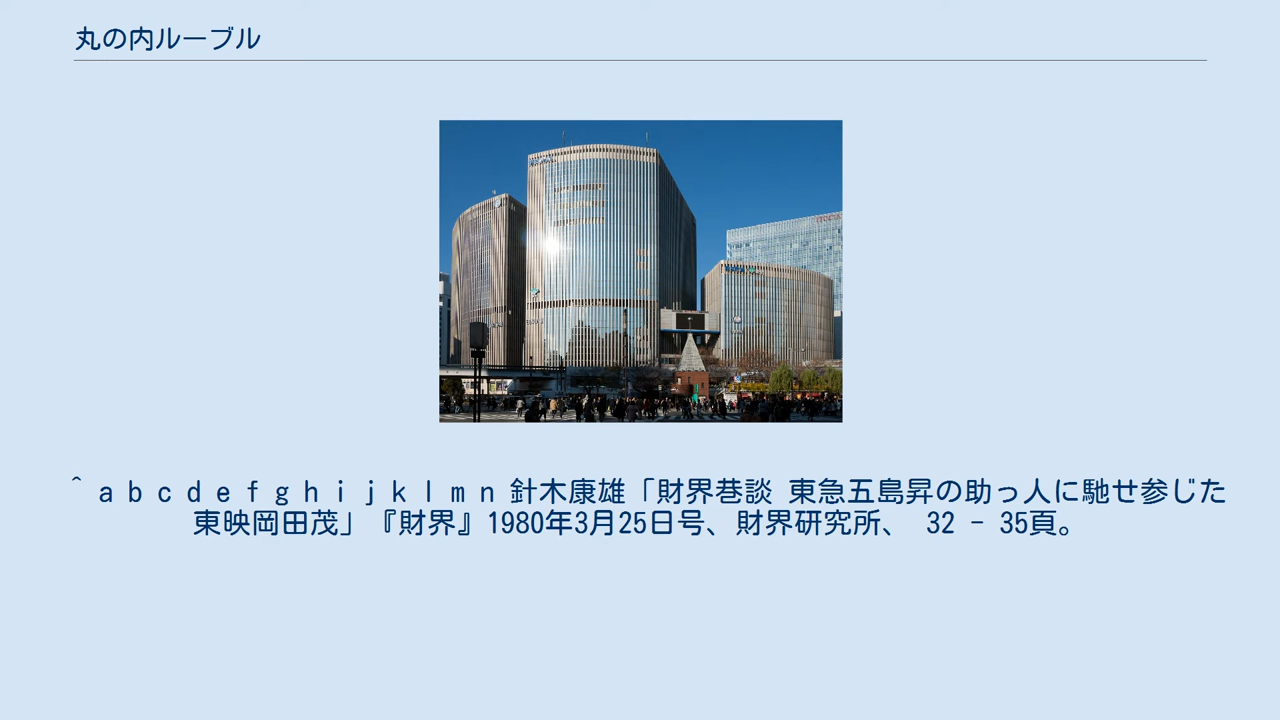 丸の内ルーブル
^ a b c d e f g h i j k l m n 針木康雄「財界巷談 東急五島昇の助っ人に馳せ参じた
東映岡田茂」『財界』1980年3月25日号、財界研究所、 32 - 35頁。